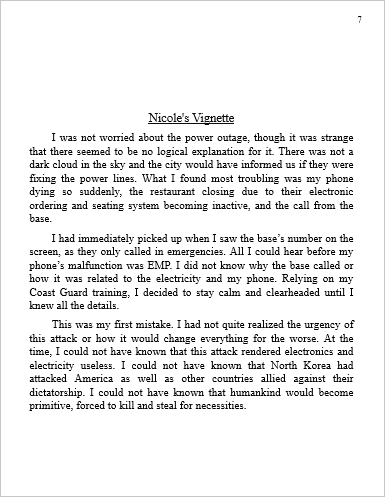 7
Nicole's Vignette
I was not worried about the power outage, though it was strange
that there seemed to be no logical explanation for it. There was not a
dark cloud in the sky and the city would have informed us if they were
fixing the power lines. What I found most troubling was my phone
dying so suddenly, the restaurant closing due to their electronic
ordering and seating system becoming inactive, and the call from the
base.
I had immediately picked up when I saw the base’s number on the
screen, as they only called in emergencies. All I could hear before my
phone’s malfunction was EMP. I did not know why the base called or
how it was related to the electricity and my phone. Relying on my
Coast Guard training, I decided to stay calm and clearheaded until I
knew all the details.
This was my first mistake. I had not quite realized the urgency of
this attack or how it would change everything for the worse. At the
time, I could not have known that this attack rendered electronics and
electricity useless. I could not have known that North Korea had
attacked America as well as other countries allied against their
dictatorship. I could not have known that humankind would become
primitive, forced to kill and steal for necessities.